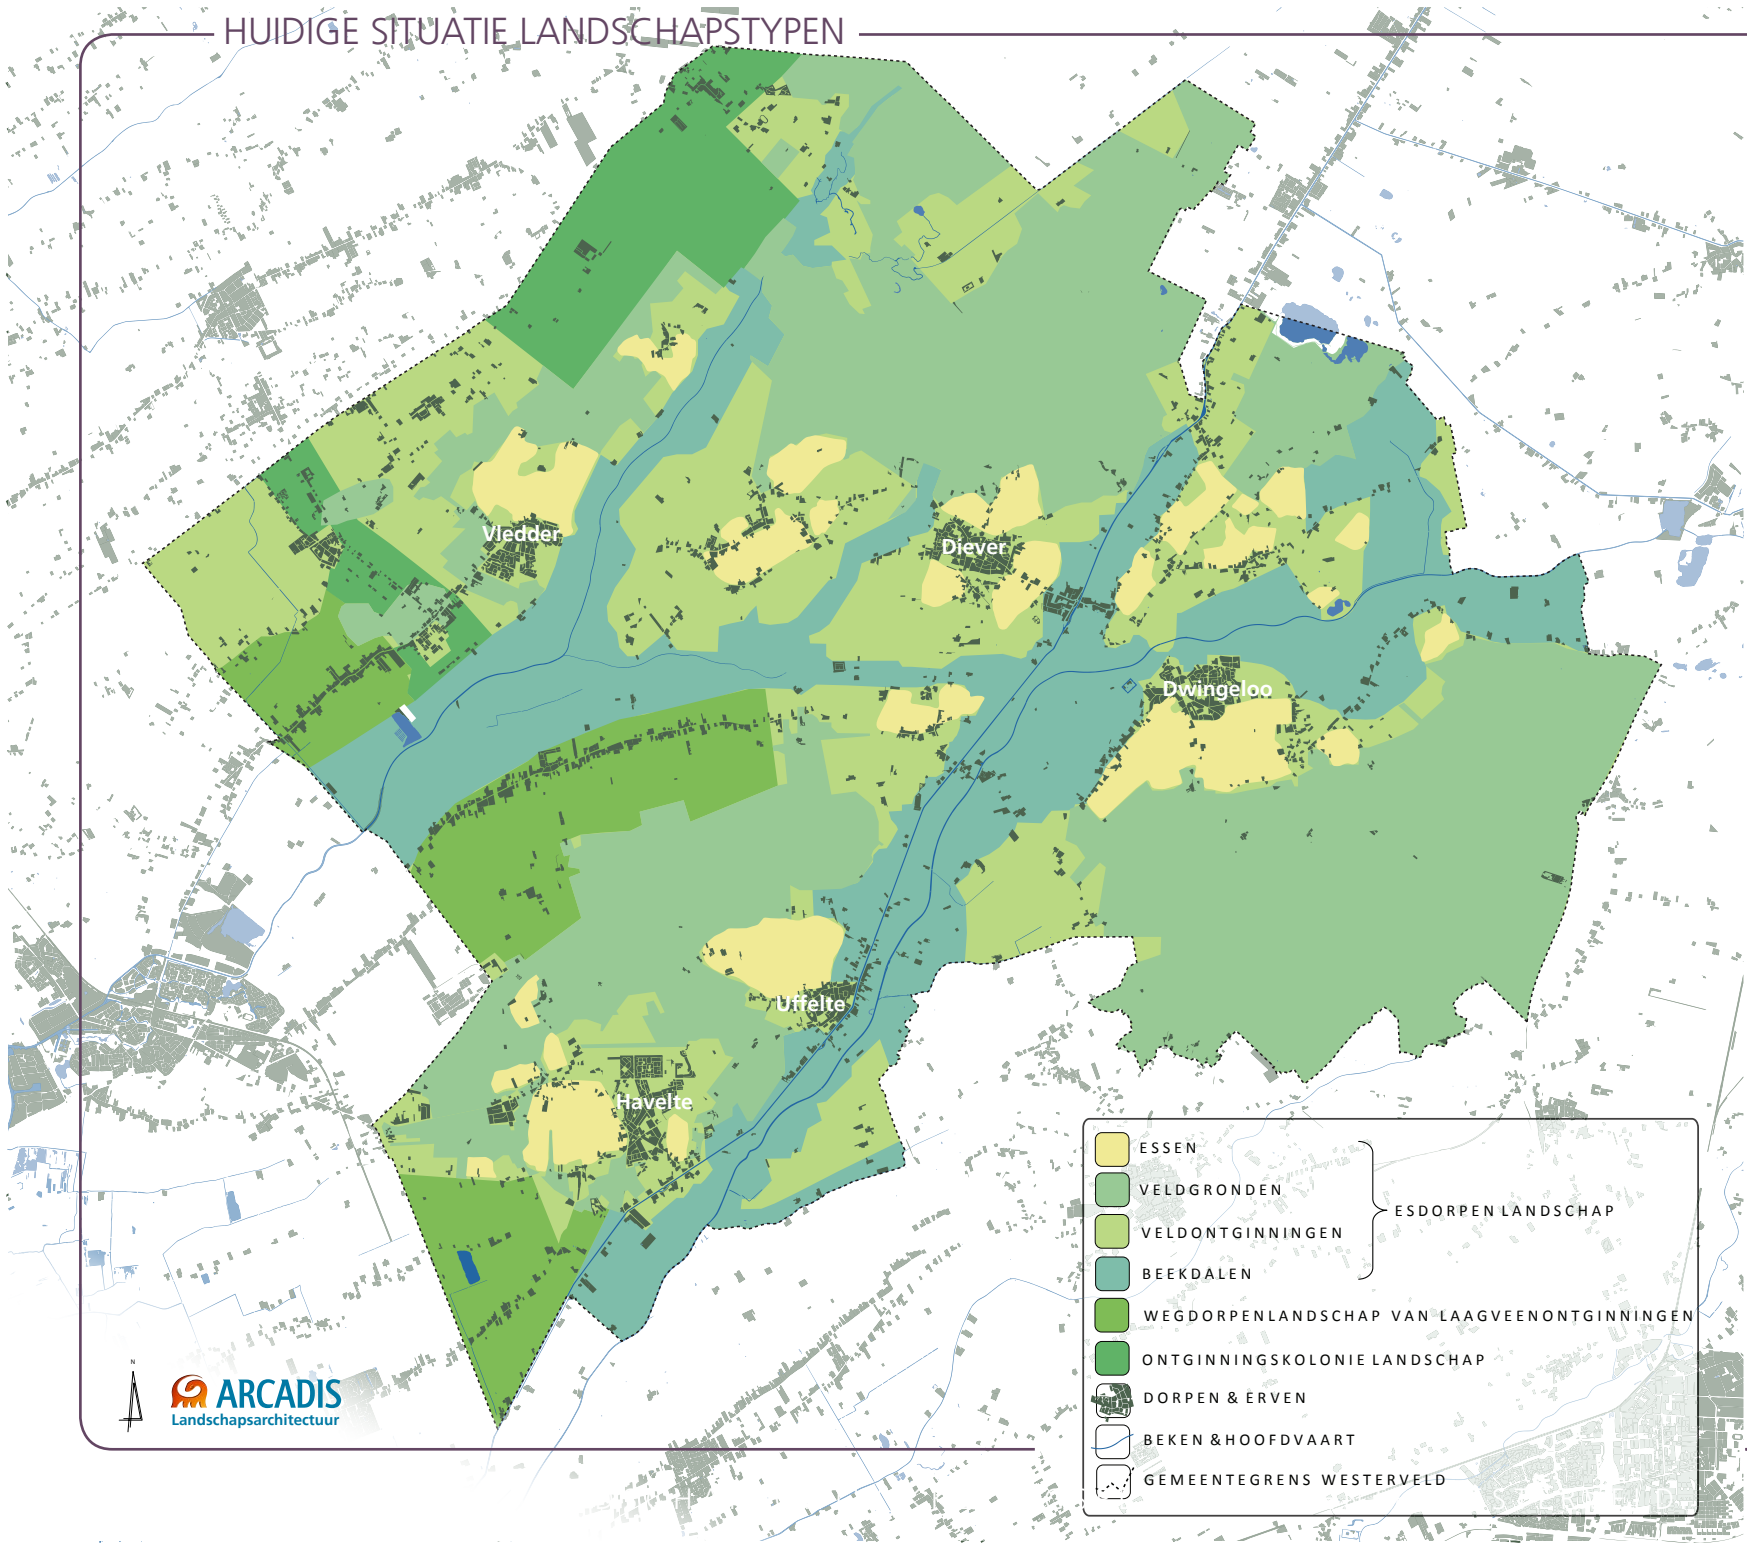 HUIDIGE SITUATIE LANDSCHAPSTYPEN
Vledder
Diever
Dwingeloo
Uffelte
Havelte
ESSEN
VELDGRONDEN
ESDORPEN LANDSCHAP
VELDONTGINNINGEN
BEEKDALEN
WEGDORPENLANDSCHAP VAN LAAGVEENONTGINNINGEN
ONTGINNINGSKOLONIE LANDSCHAP
DORPEN & ERVEN
BEKEN & HOOFDVAART
GEMEENTEGRENS WESTERVELD
N
ARCADIS
Landschapsarchitectuur